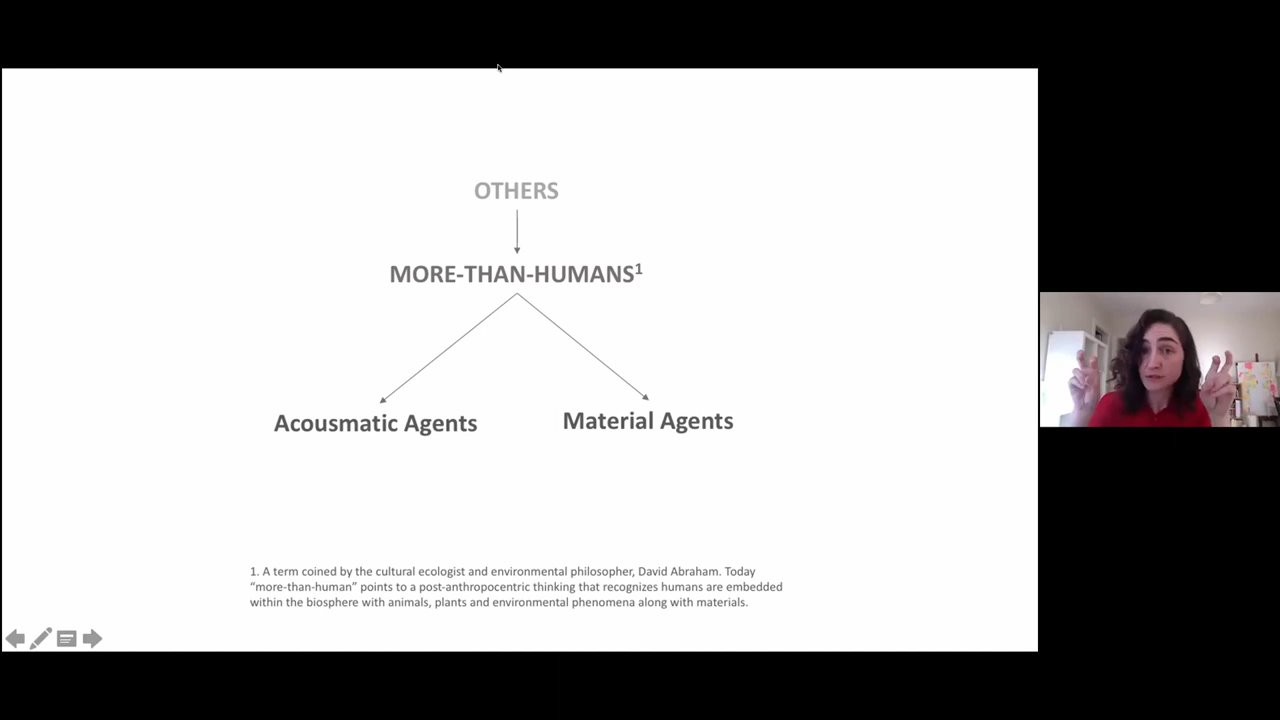 OTHERS
MORE-THAN-HUMANS¹
Acousmatic Agents
Material Agents
1. A term coined by the cultural ecologist and environmental philosopher, David Abraham. Today
“more-than-human” points to a post-anthropocentric thinking that recognizes humans are embedded
within the biosphere with animals, plants and environmental phenomena along with materials.